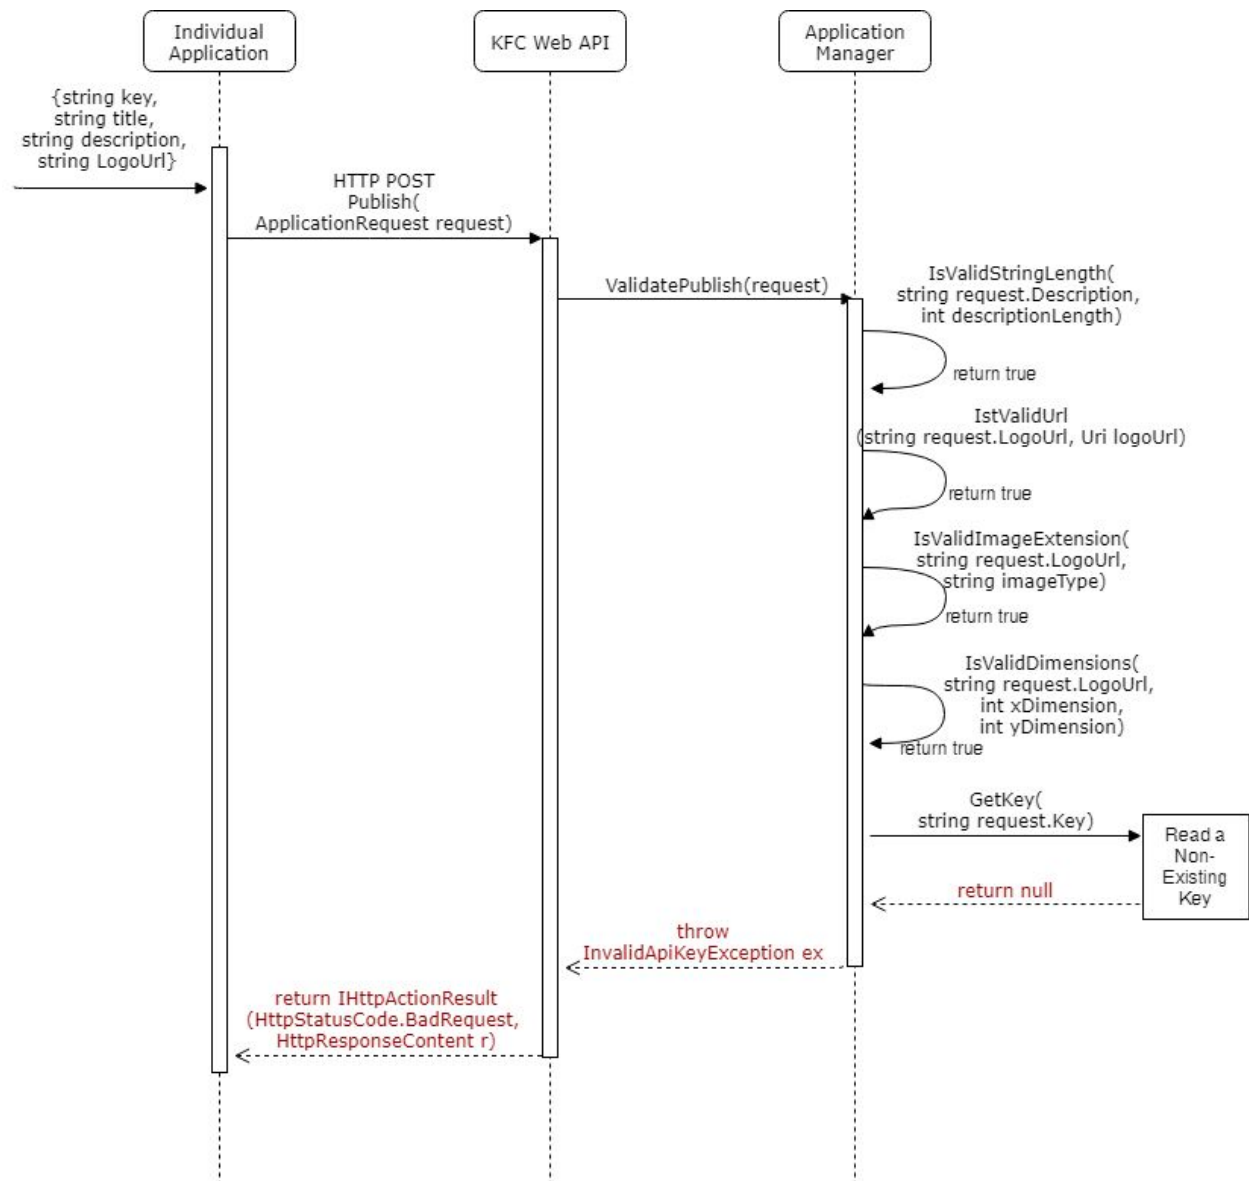 Individual
Application
KFC Web API
Application
Manager
{string key,
string title,
string description,
string LogoUrl}
HTTP POST
Publish(
ApplicationRequest request)
ValidatePublish(request)
IsValidStringLength(
string request.Description,
int descriptionLength)
return true
IstValidUrl
(string request.LogoUrl, Uri logoUrl)
return true
IsValidImageExtension(
string request.LogoUrl,
string imageType)
return true
IsValidDimensions(
string request.LogoUrl,
int xDimension,
int yDimension)
return true
GetKey(
string request.Key)
Read a
Non-
Existing
Key
return null
throw
InvalidApiKeyException ex
return IHttpActionResult
(HttpStatusCode.BadRequest,
HttpResponseContent r)